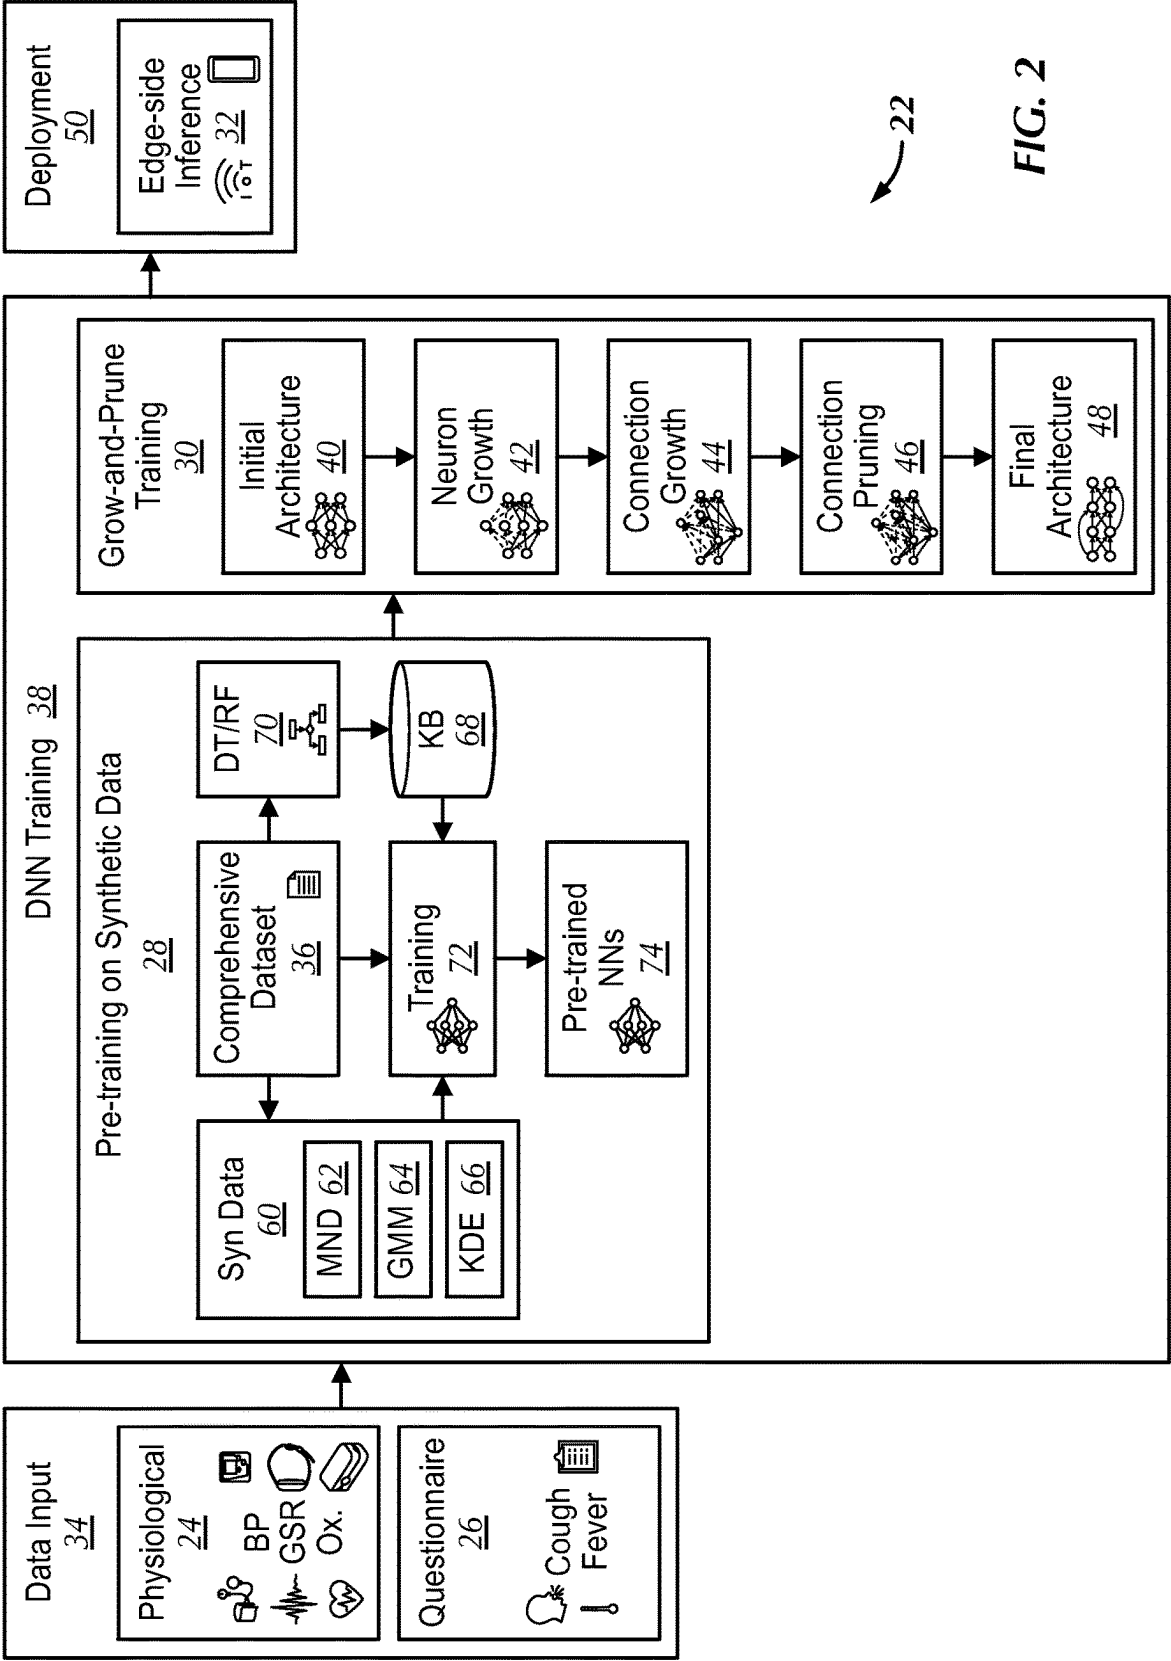 Data Input
34
Physiological
24
BP
GSR
Ox.
Questionnaire
26
Cough
Fever
DNN Training 38
Pre-training on Synthetic Data
28
Syn Data
60
MND 62
GMM 64
KDE 66
Comprehensive
Dataset
36
DT/RF
70
Training
72
KB
68
Pre-trained
NNs
74
Grow-and-Prune
Training
30
Initial
Architecture
40
Neuron
Growth
42
Connection
Growth
44
Connection
Pruning
46
Final
Architecture
48
Deployment
50
Edge-side
Inference
32
I o T
22
FIG. 2